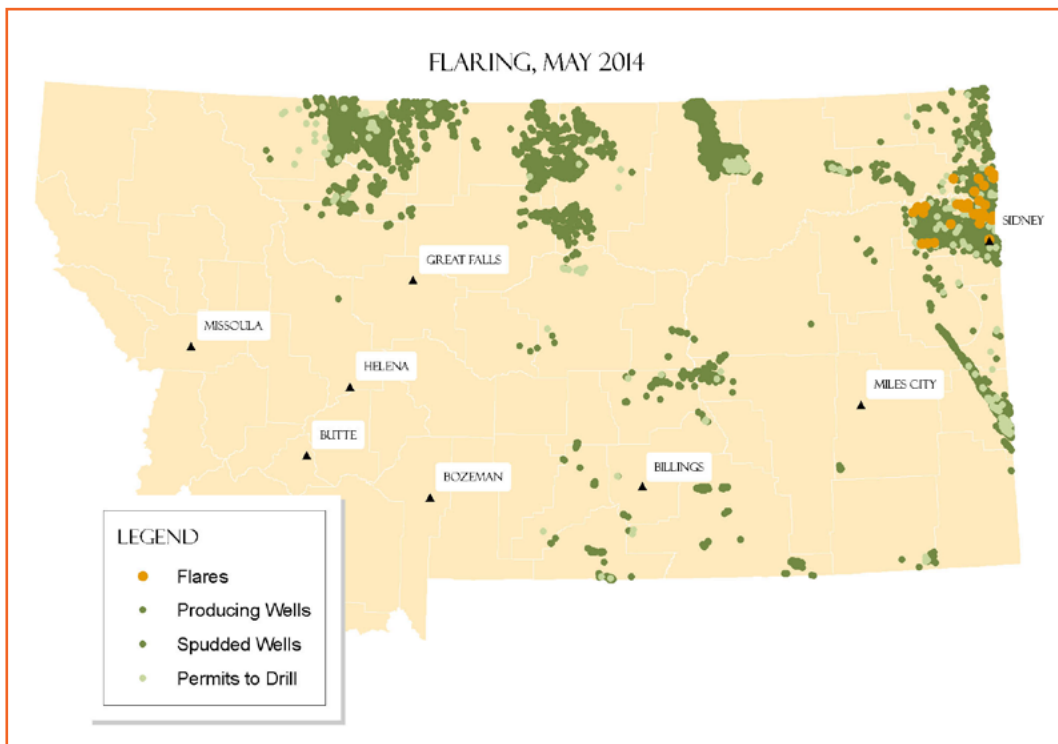 FLARING, MAY 2014
SIDNEY
GREAT FALLS
MISSOULA
HELENA
MILES CITY
BUTTE
BILLINGS
BOZEMAN
LEGEND
Flares
Producing Wells
Spudded Wells
Permits to Drill